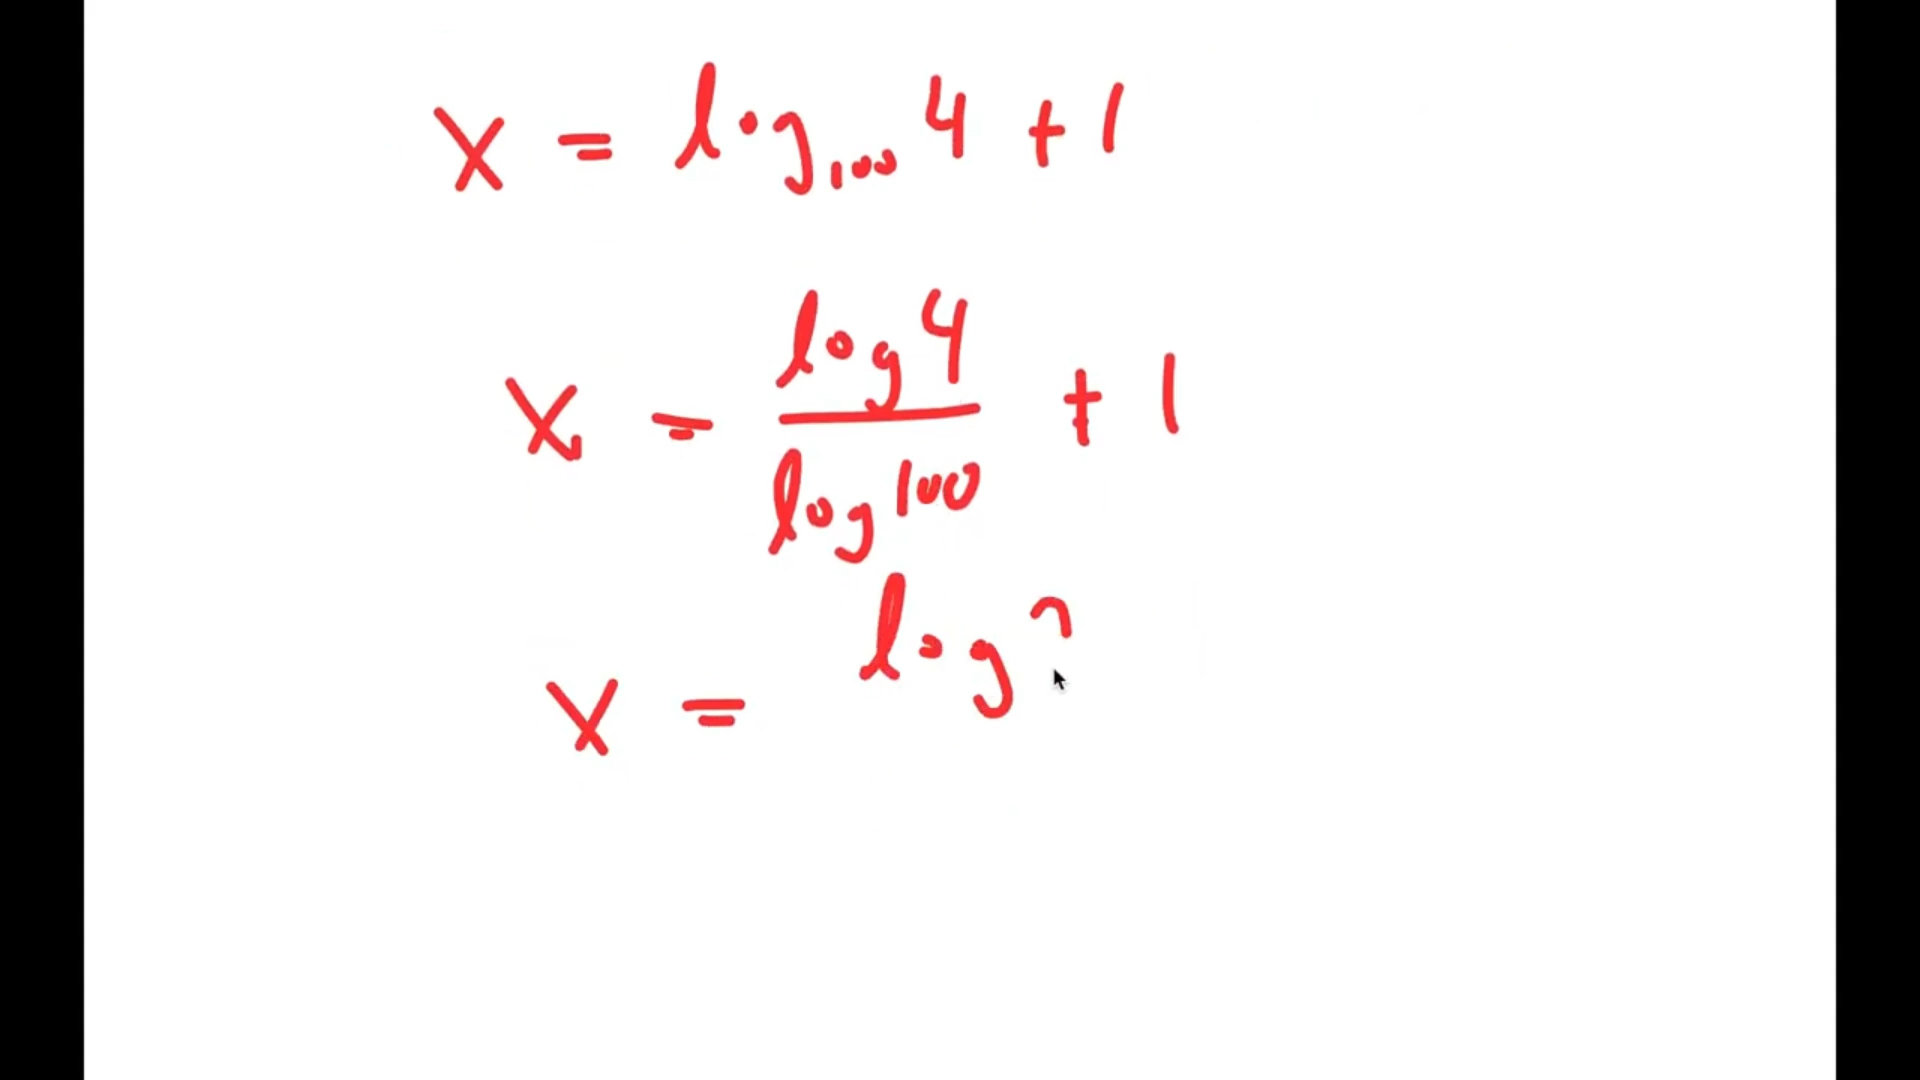 x = log₁₀₀ 4 + 1
x = log 4 / log 100 + 1
x = log